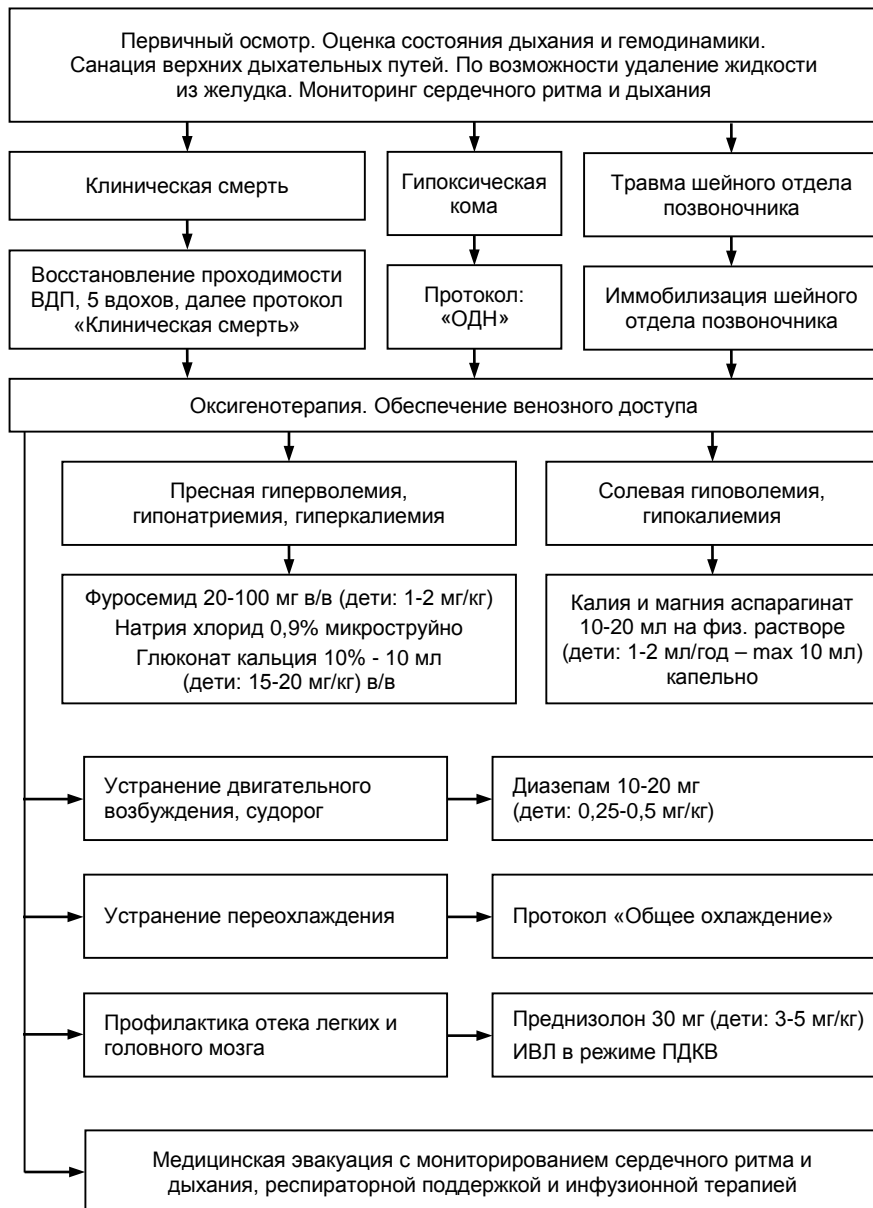 Первичный осмотр. Оценка состояния дыхания и гемодинамики.
Санация верхних дыхательных путей. По возможности удаление жидкости
из желудка. Мониторинг сердечного ритма и дыхания
Клиническая смерть
Гипоксическая
кома
Травма шейного отдела
позвоночника
Восстановление проходимости
ВДП, 5 вдохов, далее протокол
«Клиническая смерть»
Протокол:
«ОДН»
Иммобилизация шейного
отдела позвоночника
Оксигенотерапия. Обеспечение венозного доступа
Пресная гиперволемия,
гипонатриемия, гиперкалиемия
Солевая гиповолемия,
гипокалиемия
Фуросемид 20-100 мг в/в (дети: 1-2 мг/кг)
Натрия хлорид 0,9% микроструйно
Глюконат кальция 10% - 10 мл
(дети: 15-20 мг/кг) в/в
Калия и магния аспарагинат
10-20 мл на физ. растворе
(дети: 1-2 мл/год – max 10 мл)
капельно
Устранение двигательного
возбуждения, судорог
Диазепам 10-20 мг
(дети: 0,25-0,5 мг/кг)
Устранение переохлаждения
Протокол «Общее охлаждение»
Профилактика отека легких и
головного мозга
Преднизолон 30 мг (дети: 3-5 мг/кг)
ИВЛ в режиме ПДКВ
Медицинская эвакуация с мониторированием сердечного ритма и
дыхания, респираторной поддержкой и инфузионной терапией